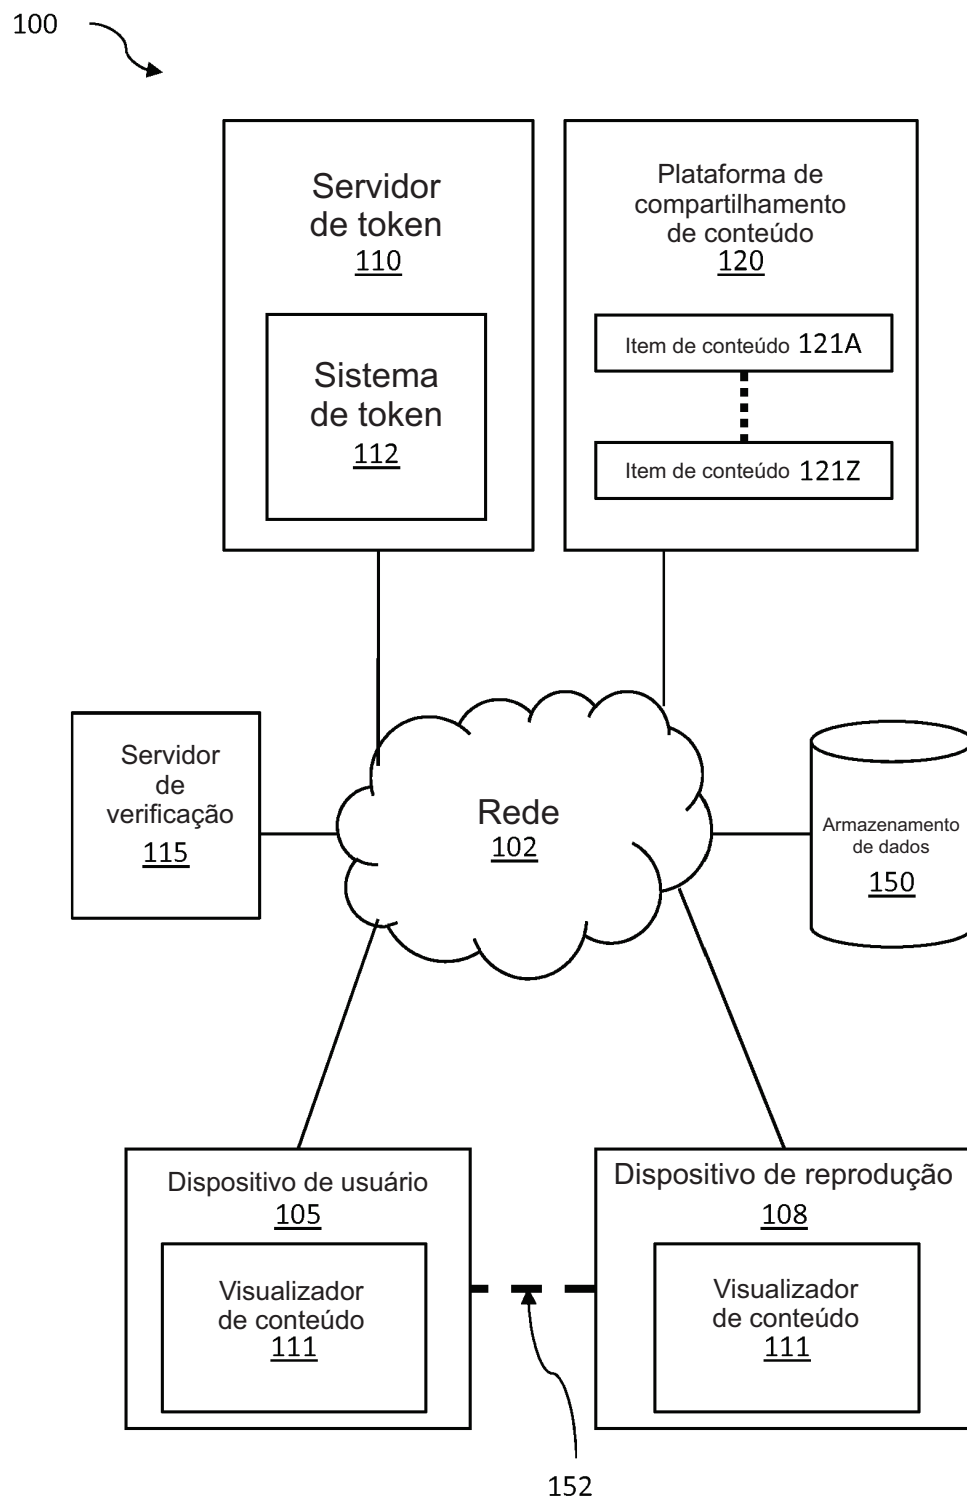 100
Servidor
de token
110
Sistema
de token
112
Plataforma de
compartilhamento
de conteúdo
120
Item de conteúdo 121A
Item de conteúdo 121Z
Servidor
de
verificação
115
Rede
102
Armazenamento
de dados
150
Dispositivo de usuário
105
Visualizador
de conteúdo
111
Dispositivo de reprodução
108
Visualizador
de conteúdo
111
152